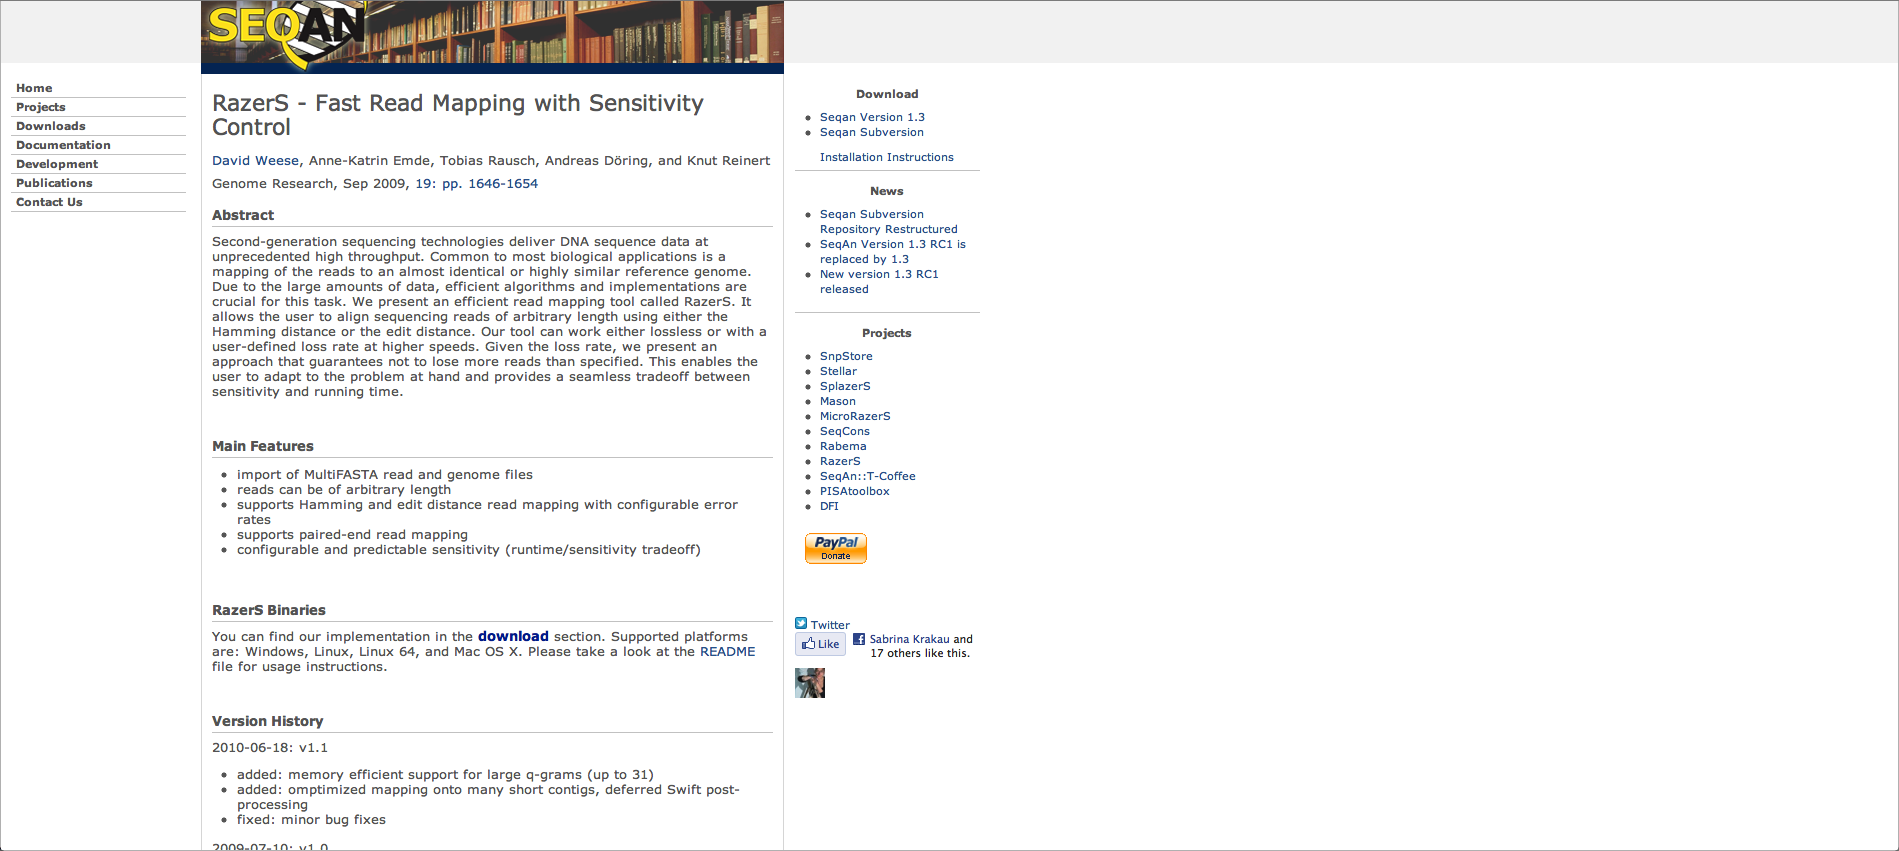 SEQAN
Home
Projects
Downloads
Documentation
Development
Publications
Contact Us
RazerS - Fast Read Mapping with Sensitivity
Control
David Weese, Anne-Katrin Emde, Tobias Rausch, Andreas Döring, and Knut Reinert
Genome Research, Sep 2009, 19: pp. 1646-1654
Abstract
Second-generation sequencing technologies deliver DNA sequence data at
unprecedented high throughput. Common to most biological applications is a
mapping of the reads to an almost identical or highly similar reference genome.
Due to the large amounts of data, efficient algorithms and implementations are
crucial for this task. We present an efficient read mapping tool called RazerS. It
allows the user to align sequencing reads of arbitrary length using either the
Hamming distance or the edit distance. Our tool can work either lossless or with a
user-defined loss rate at higher speeds. Given the loss rate, we present an
approach that guarantees not to lose more reads than specified. This enables the
user to adapt to the problem at hand and provides a seamless tradeoff between
sensitivity and running time.
Main Features
import of MultiFASTA read and genome files
reads can be of arbitrary length
supports Hamming and edit distance read mapping with configurable error
rates
supports paired-end read mapping
configurable and predictable sensitivity (runtime/sensitivity tradeoff)
RazerS Binaries
You can find our implementation in the download section. Supported platforms
are: Windows, Linux, Linux 64, and Mac OS X. Please take a look at the README
file for usage instructions.
Version History
2010-06-18: v1.1
added: memory efficient support for large q-grams (up to 31)
added: omptimized mapping onto many short contigs, deferred Swift post-
processing
fixed: minor bug fixes
2009-07-10: v1.0
Download
Seqan Version 1.3
Seqan Subversion
Installation Instructions
News
Seqan Subversion
Repository Restructured
SeqAn Version 1.3 RC1 is
replaced by 1.3
New version 1.3 RC1
released
Projects
SnpStore
Stellar
SplazerS
Mason
MicroRazerS
SeqCons
Rabema
RazerS
SeqAn::T-Coffee
PISAtoolbox
DFI
PayPal
Donate
Twitter
Like
Sabrina Krakau and
17 others like this.